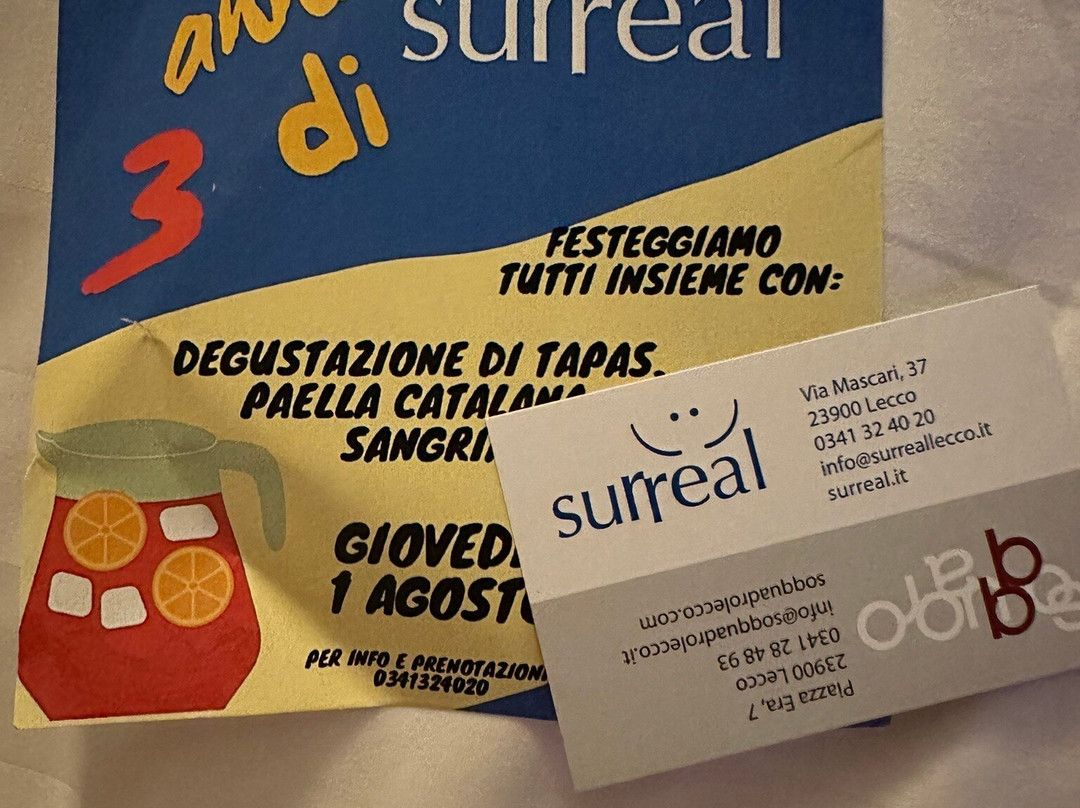 surreal
di
3
FESTEGGIAMO
TUTTI INSIEME CON:
DEGUSTAZIONE DI TAPAS,
PAELLA CATALANA
GIOVEDÌ
1 AGOSTO
PER INFO E PRENOTAZIONI
0341324020
surreal
Via Mascari, 37
23900 Lecco
0341 32 40 20
info@surreallecco.it
surreal.it
Piazza Era, 7
23900 Lecco
0341 28 48 93
info@soqquadrolecco.it
soqquadrolecco.com